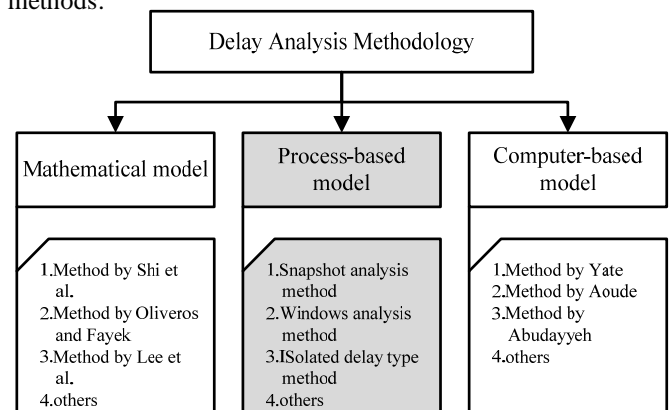 methods:
Delay Analysis Methodology
Mathematical model
Process-based
model
Computer-based
model
1.Method by Shi et
al.
2.Method by Oliveros
and Fayek
3.Method by Lee et
al.
4.others
1.Snapshot analysis
method
2.Windows analysis
method
3.ISolated delay type
method
4.others
1.Method by Yate
2.Method by Aoude
3.Method by
Abudayyeh
4.others